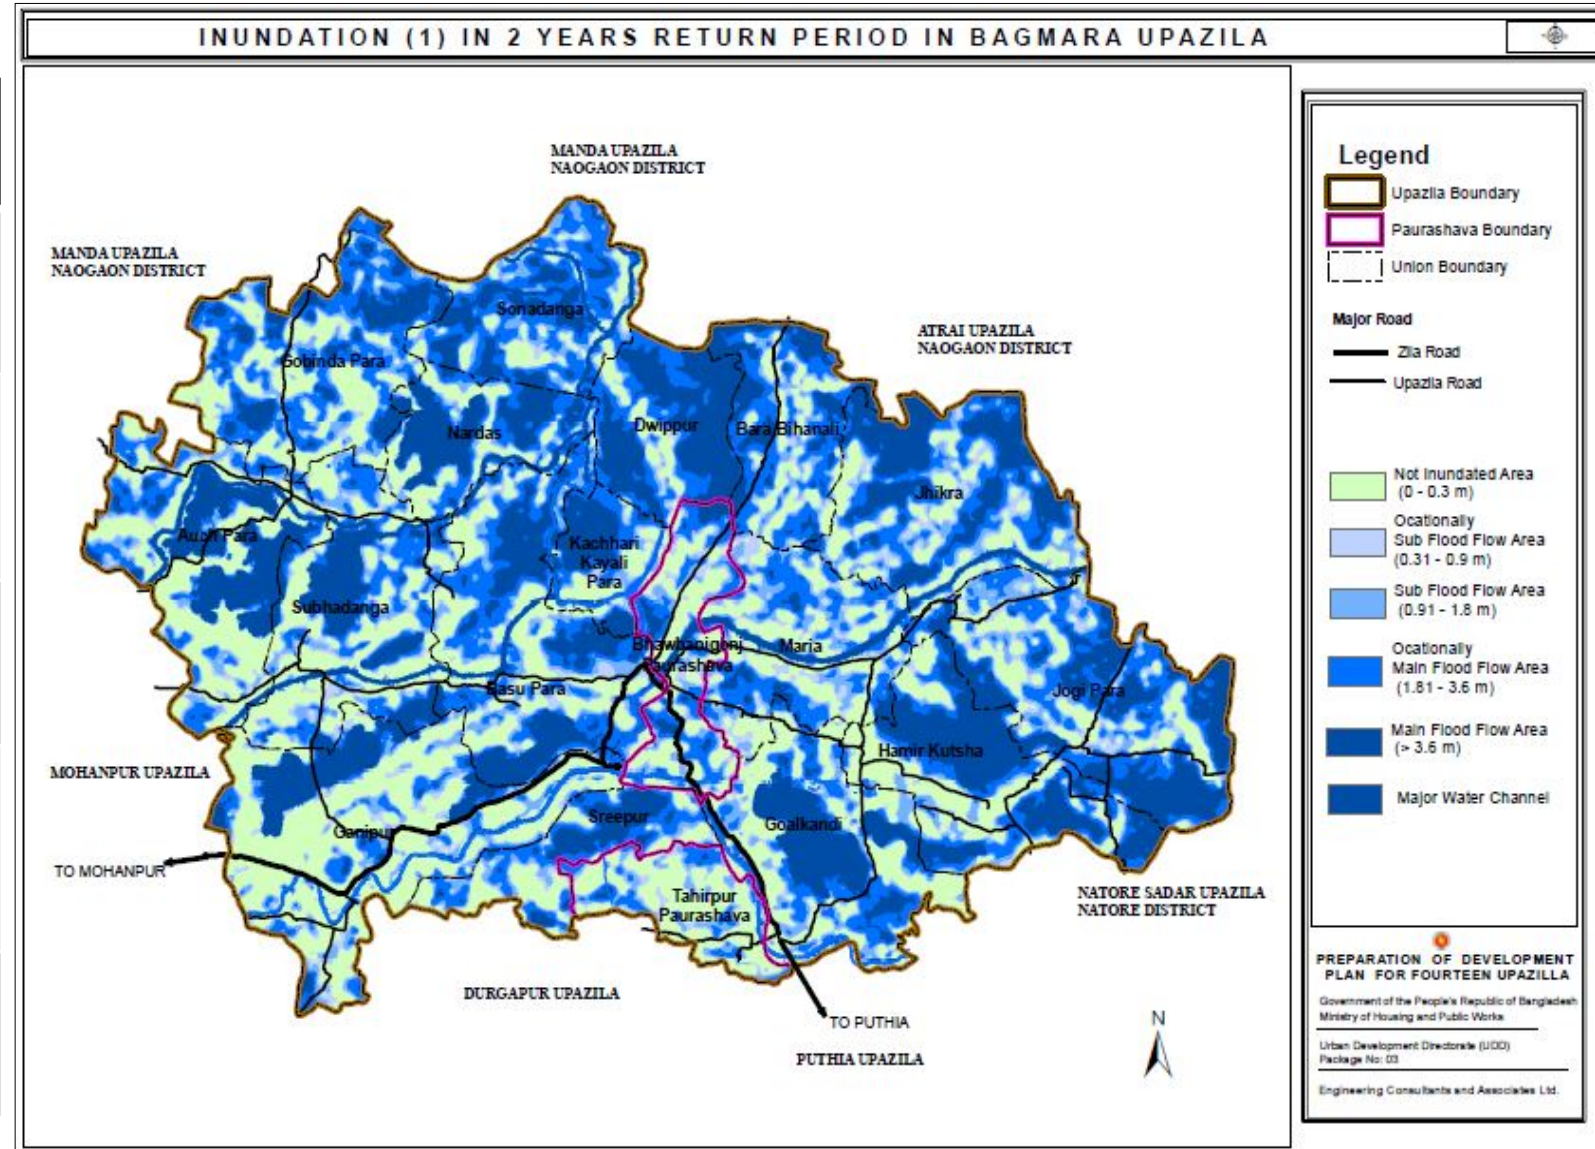 INUNDATION (1) IN 2 YEARS RETURN PERIOD IN BAGMARA UPAZILA
MANDA UPAZILA
NAOGAON DISTRICT
MANDA UPAZILA
NAOGAON DISTRICT
ATRAI UPAZILA
NAOGAON DISTRICT
Sonadanga
Gobinda Para
Nardas
Dwippur
Bara Bihanali
Jhikra
Auch Para
Kachhari
Kayali
Para
Subhadanga
Bhawbanigonj
Paurashava
Maria
Basu Para
Jogi Para
Hamir Kutsha
MOHANPUR UPAZILA
Ganipur
Sreepur
Goalkandi
TO MOHANPUR
Tahirpur
Paurashava
NATORE SADAR UPAZILA
NATORE DISTRICT
DURGAPUR UPAZILA
TO PUTHIA
PUTHIA UPAZILA
N
Legend
Upazila Boundary
Paurashava Boundary
Union Boundary
Major Road
Zila Road
Upazila Road
Not Inundated Area
(0 - 0.3 m)
Ocationally
Sub Flood Flow Area
(0.31 - 0.9 m)
Sub Flood Flow Area
(0.91 - 1.8 m)
Ocationally
Main Flood Flow Area
(1.81 - 3.6 m)
Main Flood Flow Area
(> 3.6 m)
Major Water Channel
PREPARATION OF DEVELOPMENT
PLAN FOR FOURTEEN UPAZILLA
Government of the People's Republic of Bangladesh
Ministry of Housing and Public Works
Urban Development Directorate (UDD)
Package No: 03
Engineering Consultants and Associates Ltd.